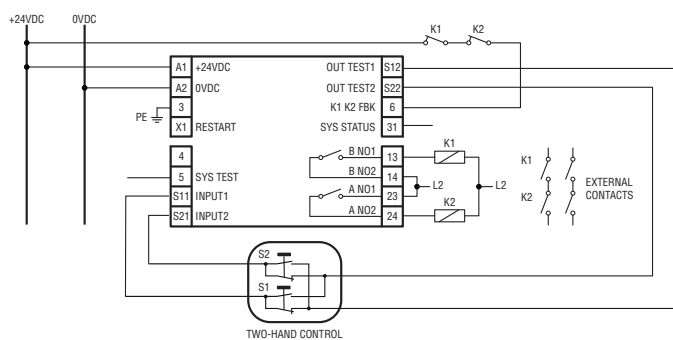 +24VDC 0VDC
K1 K2
A1 +24VDC OUT TEST1 S12
A2 0VDC OUT TEST2 S22
PE 3 K1 K2 FBK 6
X1 RESTART SYS STATUS 31
4 B NO1 13 K1
5 SYS TEST B NO2 14 L2 L2
S11 INPUT1 A NO1 23
S21 INPUT2 A NO2 24 K2
K1
K2
EXTERNAL
CONTACTS
S2
S1
TWO-HAND CONTROL